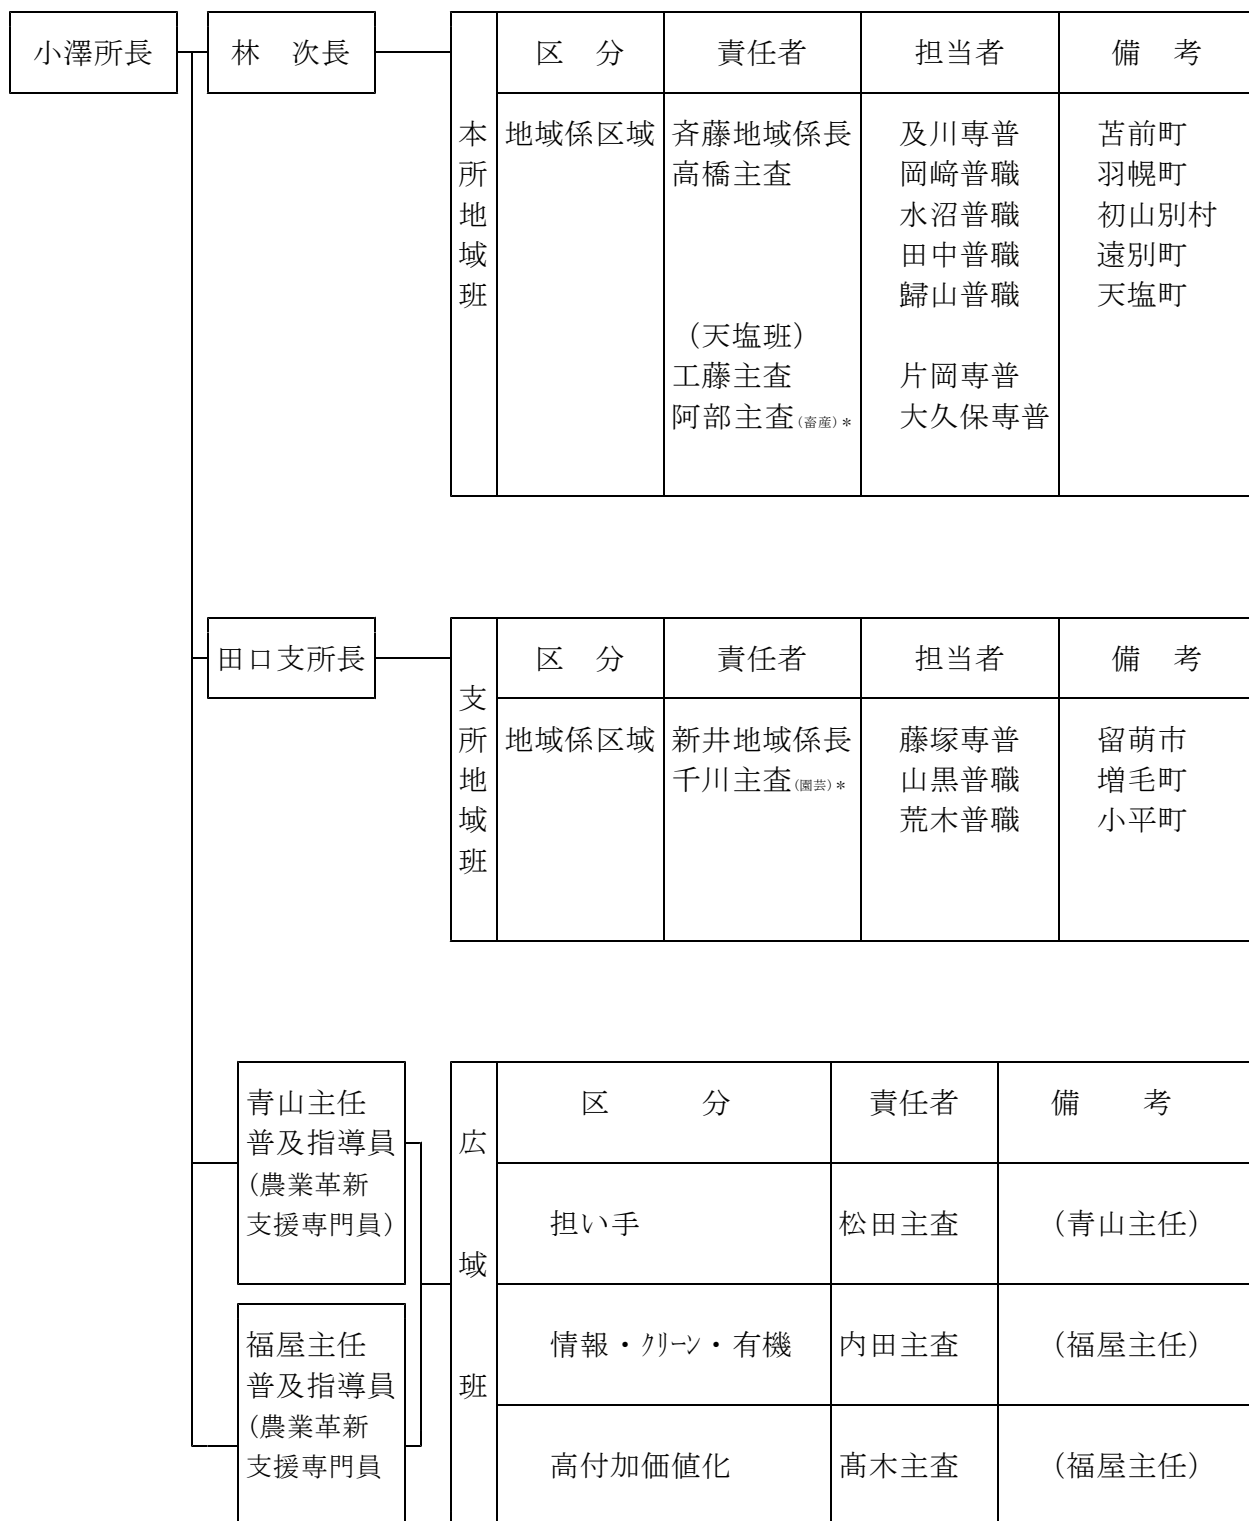 小澤所長 林　次長 区　分 責任者 担当者 備　考
本所地域班
地域係区域 斉藤地域係長 及川専普 苫前町
高橋主査 岡﨑普職 羽幌町
水沼普職 初山別村
田中普職 遠別町
歸山普職 天塩町
（天塩班）
工藤主査 片岡専普
阿部主査(畜産)＊ 大久保専普
田口支所長 区　分 責任者 担当者 備　考
支所地域班
地域係区域 新井地域係長 藤塚専普 留萌市
千川主査(園芸)＊ 山黒普職 増毛町
荒木普職 小平町
青山主任
普及指導員
(農業革新
支援専門員)
福屋主任
普及指導員
(農業革新
支援専門員
広域班
区　　分 責任者 備　考
担い手 松田主査 （青山主任）
情報・ｸﾘｰﾝ・有機 内田主査 （福屋主任）
高付加価値化 髙木主査 （福屋主任）